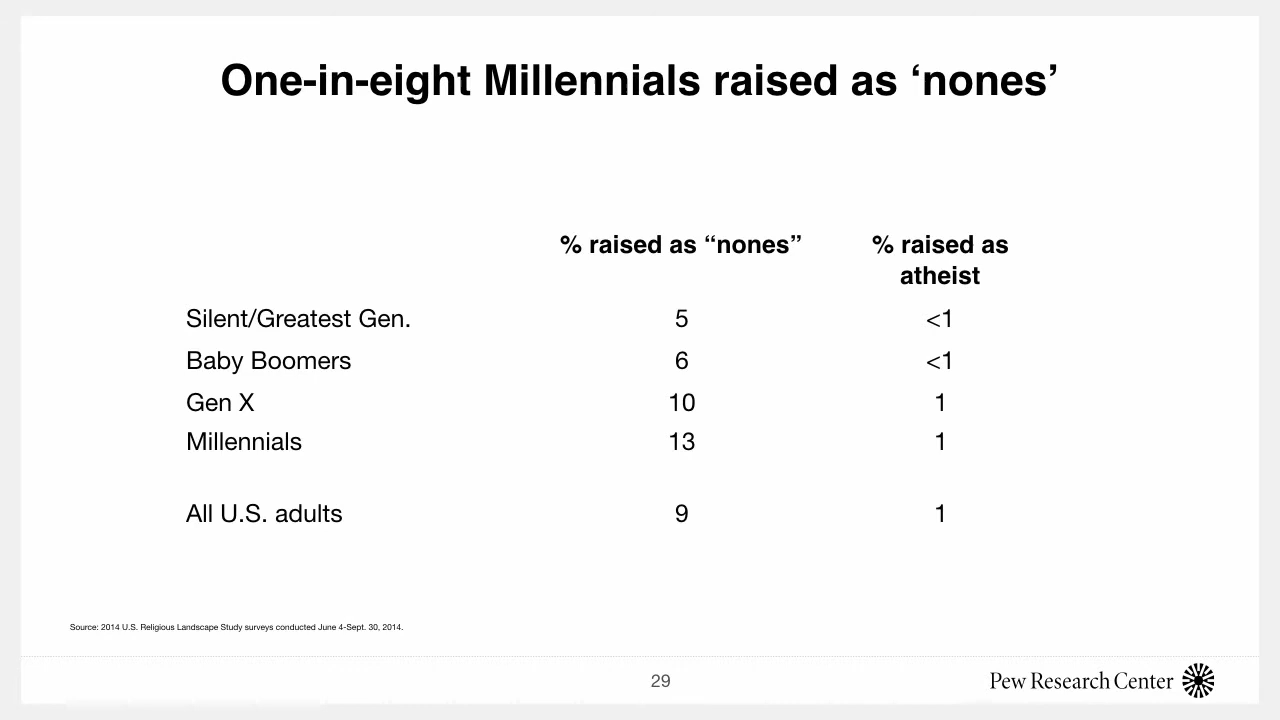 One-in-eight Millennials raised as ‘nones’
% raised as “nones” % raised as
atheist
Silent/Greatest Gen. 5 <1
Baby Boomers 6 <1
Gen X 10 1
Millennials 13 1
All U.S. adults 9 1
Source: 2014 U.S. Religious Landscape Study surveys conducted June 4-Sept. 30, 2014.
29 Pew Research Center